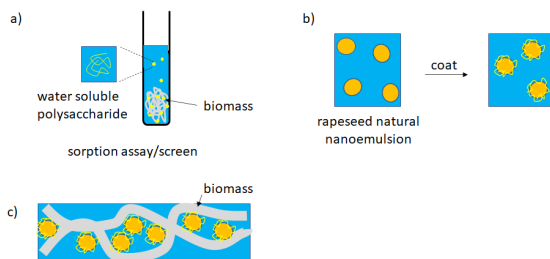 a)
water soluble
polysaccharide
biomass
sorption assay/screen
b)
coat
rapeseed natural
nanoemulsion
biomass
c)